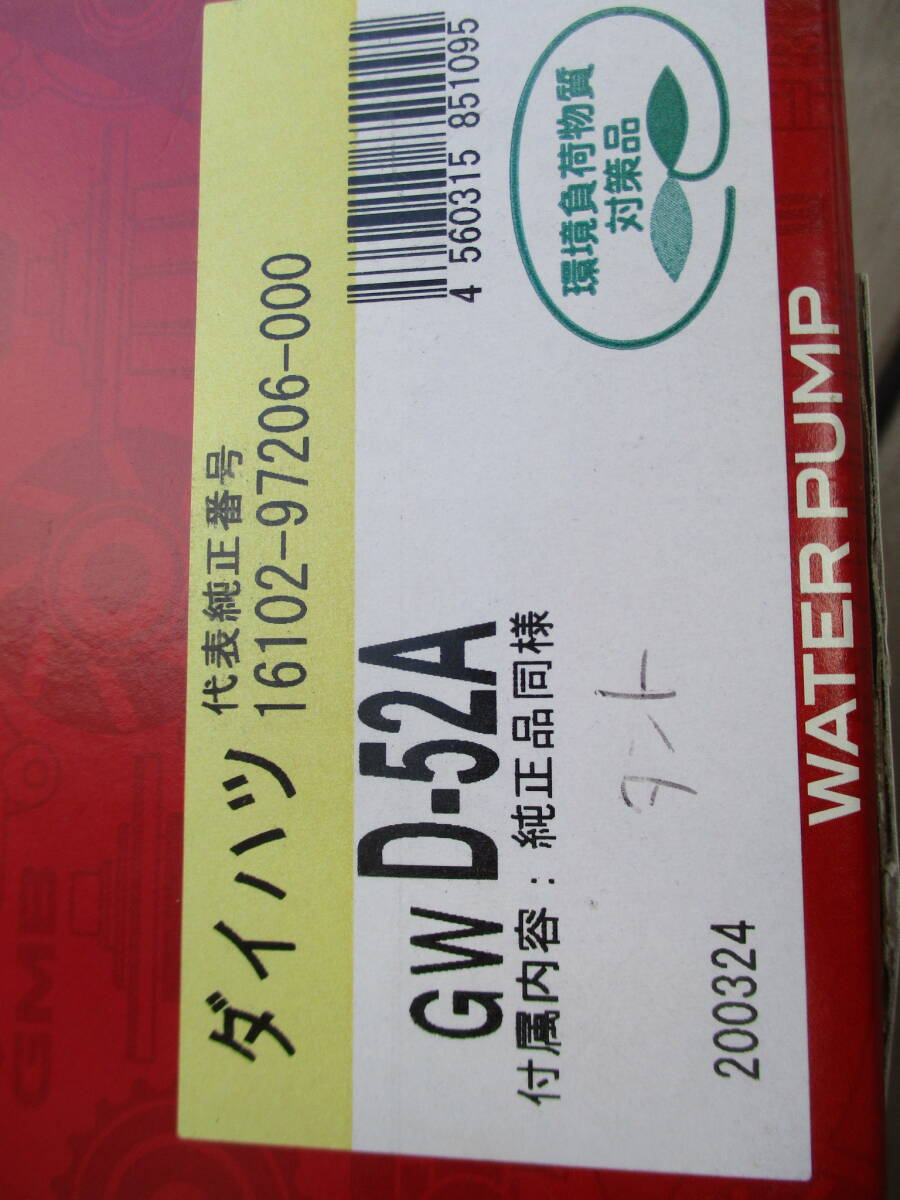 ダイハツ
代表純正番号
16102-97206-000
GWD-52A
付属内容：純正品同様
タント
200324
4 560315 851095
環境負荷物質
対策品
WATER PUMP
GMB